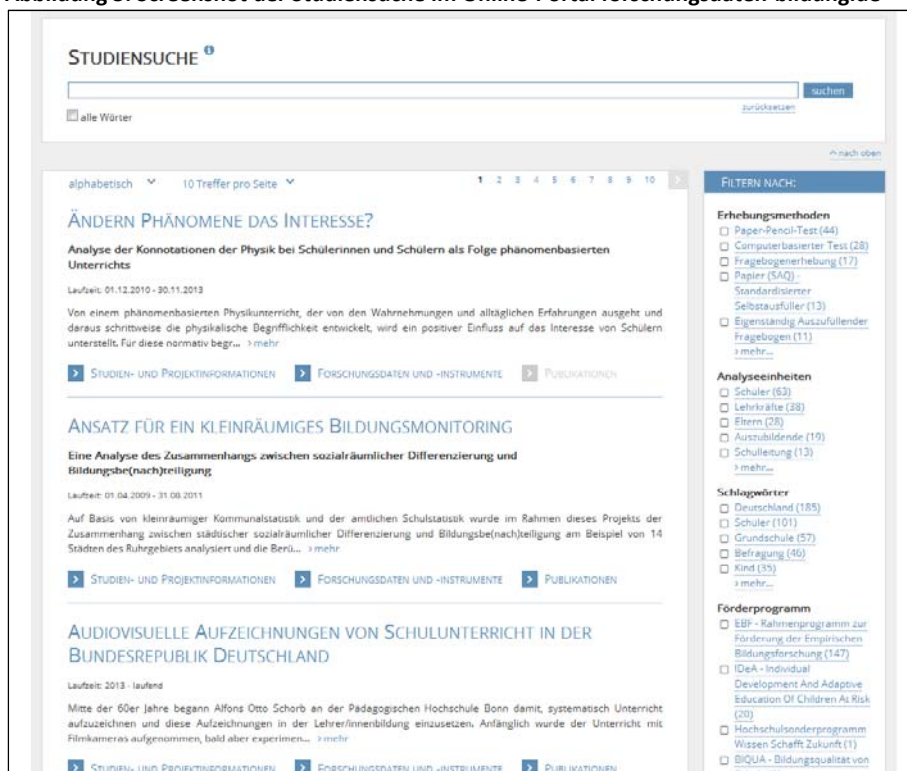 STUDIENSUCHE
suchen
alle Wörter
zurücksetzen
^ nach oben
alphabetisch
10 Treffer pro Seite
1 2 3 4 5 6 7 8 9 10
ÄNDERN PHÄNOMENE DAS INTERESSE?
Analyse der Konnotationen der Physik bei Schülerinnen und Schülern als Folge phänomenbasierten
Unterrichts
Laufzeit: 01.12.2010 - 30.11.2013
Von einem phänomenbasierten Physikunterricht, der von den Wahrnehmungen und alltäglichen Erfahrungen ausgeht und
daraus schrittweise die physikalische Begrifflichkeit entwickelt, wird ein positiver Einfluss auf das Interesse von Schülern
unterstellt. Für diese normativ begr... › mehr
STUDIEN- UND PROJEKTINFORMATIONEN
FORSCHUNGSDATEN UND -INSTRUMENTE
PUBLIKATIONEN
ANSATZ FÜR EIN KLEINRÄUMIGES BILDUNGSMONITORING
Eine Analyse des Zusammenhangs zwischen sozialräumlicher Differenzierung und
Bildungsbe(nach)teiligung
Laufzeit: 01.04.2009 - 31.08.2011
Auf Basis von kleinräumiger Kommunalstatistik und der amtlichen Schulstatistik wurde im Rahmen dieses Projekts der
Zusammenhang zwischen städtischer sozialräumlicher Differenzierung und Bildungsbe(nach)teiligung am Beispiel von 14
Städten des Ruhrgebiets analysiert und die Berü... › mehr
STUDIEN- UND PROJEKTINFORMATIONEN
FORSCHUNGSDATEN UND -INSTRUMENTE
PUBLIKATIONEN
AUDIOVISUELLE AUFZEICHNUNGEN VON SCHULUNTERRICHT IN DER
BUNDESREPUBLIK DEUTSCHLAND
Laufzeit: 2013 - laufend
Mitte der 60er Jahre begann Alfons Otto Schorb an der Pädagogischen Hochschule Bonn damit, systematisch Unterricht
aufzuzeichnen und diese Aufzeichnungen in der Lehrer/innenbildung einzusetzen. Anfänglich wurde der Unterricht mit
Filmkameras aufgenommen, bald aber experimen... › mehr
STUDIEN- UND PROJEKTINFORMATIONEN
FORSCHUNGSDATEN UND -INSTRUMENTE
PUBLIKATIONEN
FILTERN NACH:
Erhebungsmethoden
Paper-Pencil-Test (44)
Computerbasierter Test (28)
Fragebogenerhebung (17)
Papier (SAQ) -
Standardisierter
Selbstausfüller (13)
Eigenständig Auszufüllender
Fragebogen (11)
› mehr...
Analyseeinheiten
Schüler (63)
Lehrkräfte (38)
Eltern (28)
Auszubildende (19)
Schulleitung (13)
› mehr...
Schlagwörter
Deutschland (185)
Schüler (101)
Grundschule (57)
Befragung (46)
Kind (35)
› mehr...
Förderprogramm
EBF - Rahmenprogramm zur
Förderung der Empirischen
Bildungsforschung (147)
IDeA - Individual
Development And Adaptive
Education Of Children At Risk
(20)
Hochschulsonderprogramm
Wissen Schafft Zukunft (1)
BIQUA - Bildungsqualität von